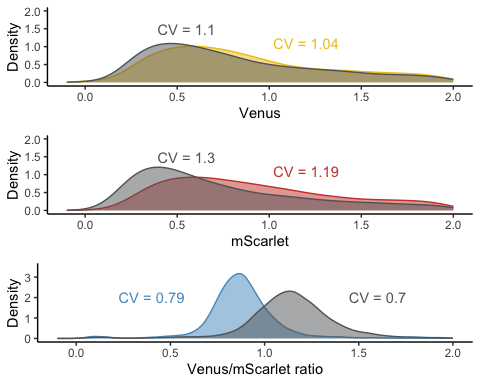 2.0
1.5
1.0
0.5
0.0
Density
CV = 1.1
CV = 1.04
0.0 0.5 1.0 1.5 2.0
Venus
2.0
1.5
1.0
0.5
0.0
Density
CV = 1.3
CV = 1.19
0.0 0.5 1.0 1.5 2.0
mScarlet
3
2
1
0
Density
CV = 0.79 CV = 0.7
0.0 0.5 1.0 1.5 2.0
Venus/mScarlet ratio